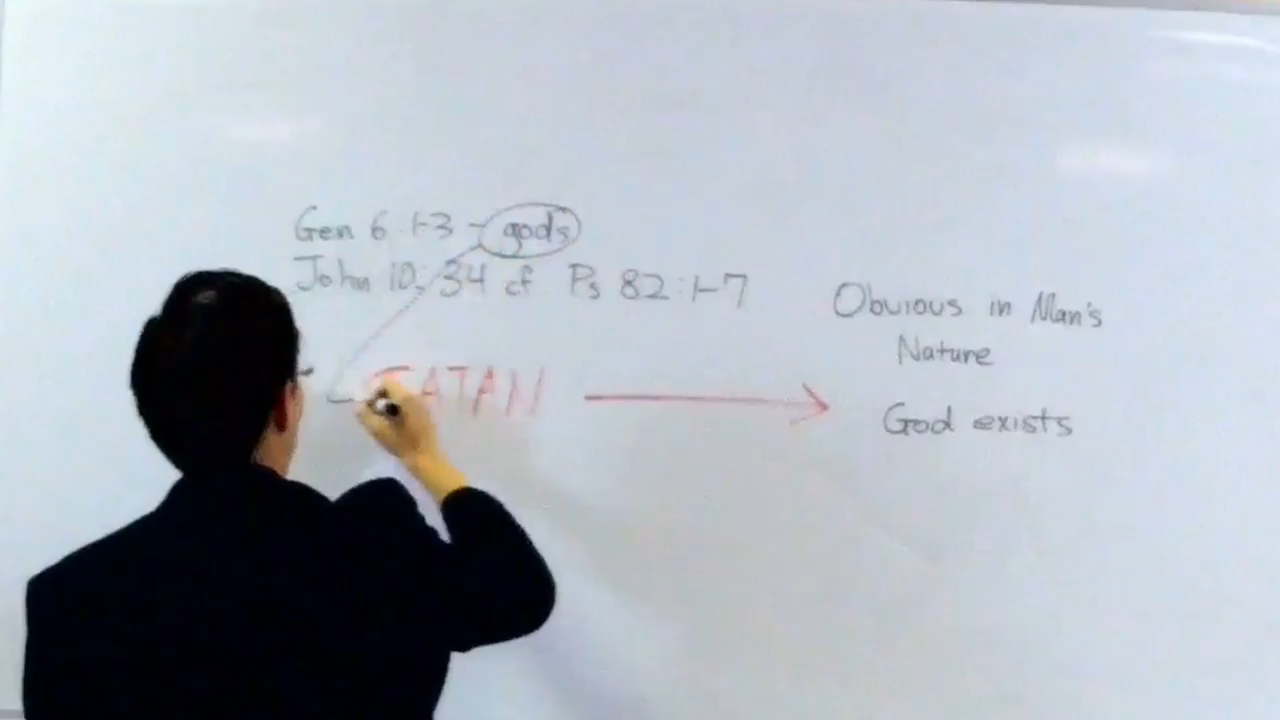 Gen 6:1-3 - gods
John 10:34 cf Ps 82:1-7
SATAN
Obvious in Man's
Nature
God exists